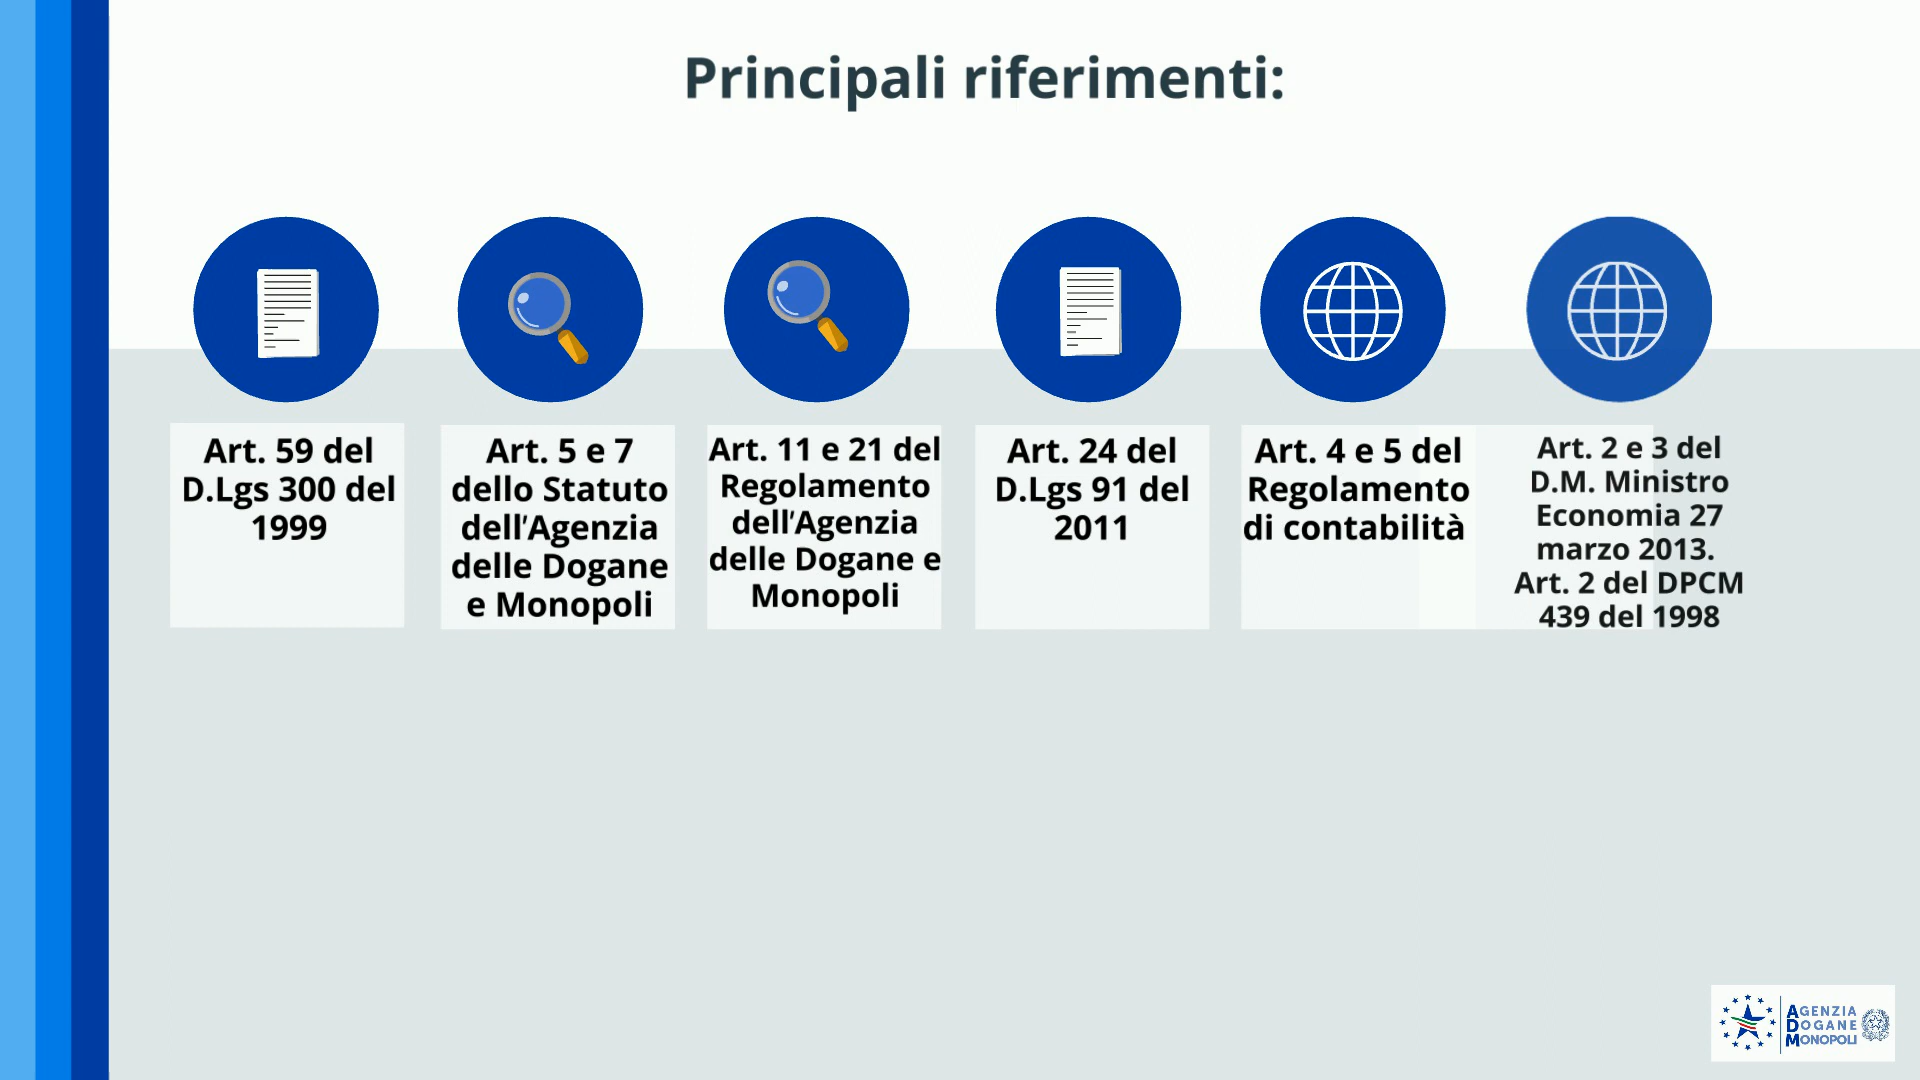 Principali riferimenti:
Art. 59 del
D.Lgs 300 del
1999
Art. 5 e 7
dello Statuto
dell'Agenzia
delle Dogane
e Monopoli
Art. 11 e 21 del
Regolamento
dell'Agenzia
delle Dogane e
Monopoli
Art. 24 del
D.Lgs 91 del
2011
Art. 4 e 5 del
Regolamento
di contabilità
Art. 2 e 3 del
D.M. Ministro
Economia 27
marzo 2013.
Art. 2 del DPCM
439 del 1998
AGENZIA
DOGANE
MONOPOLI